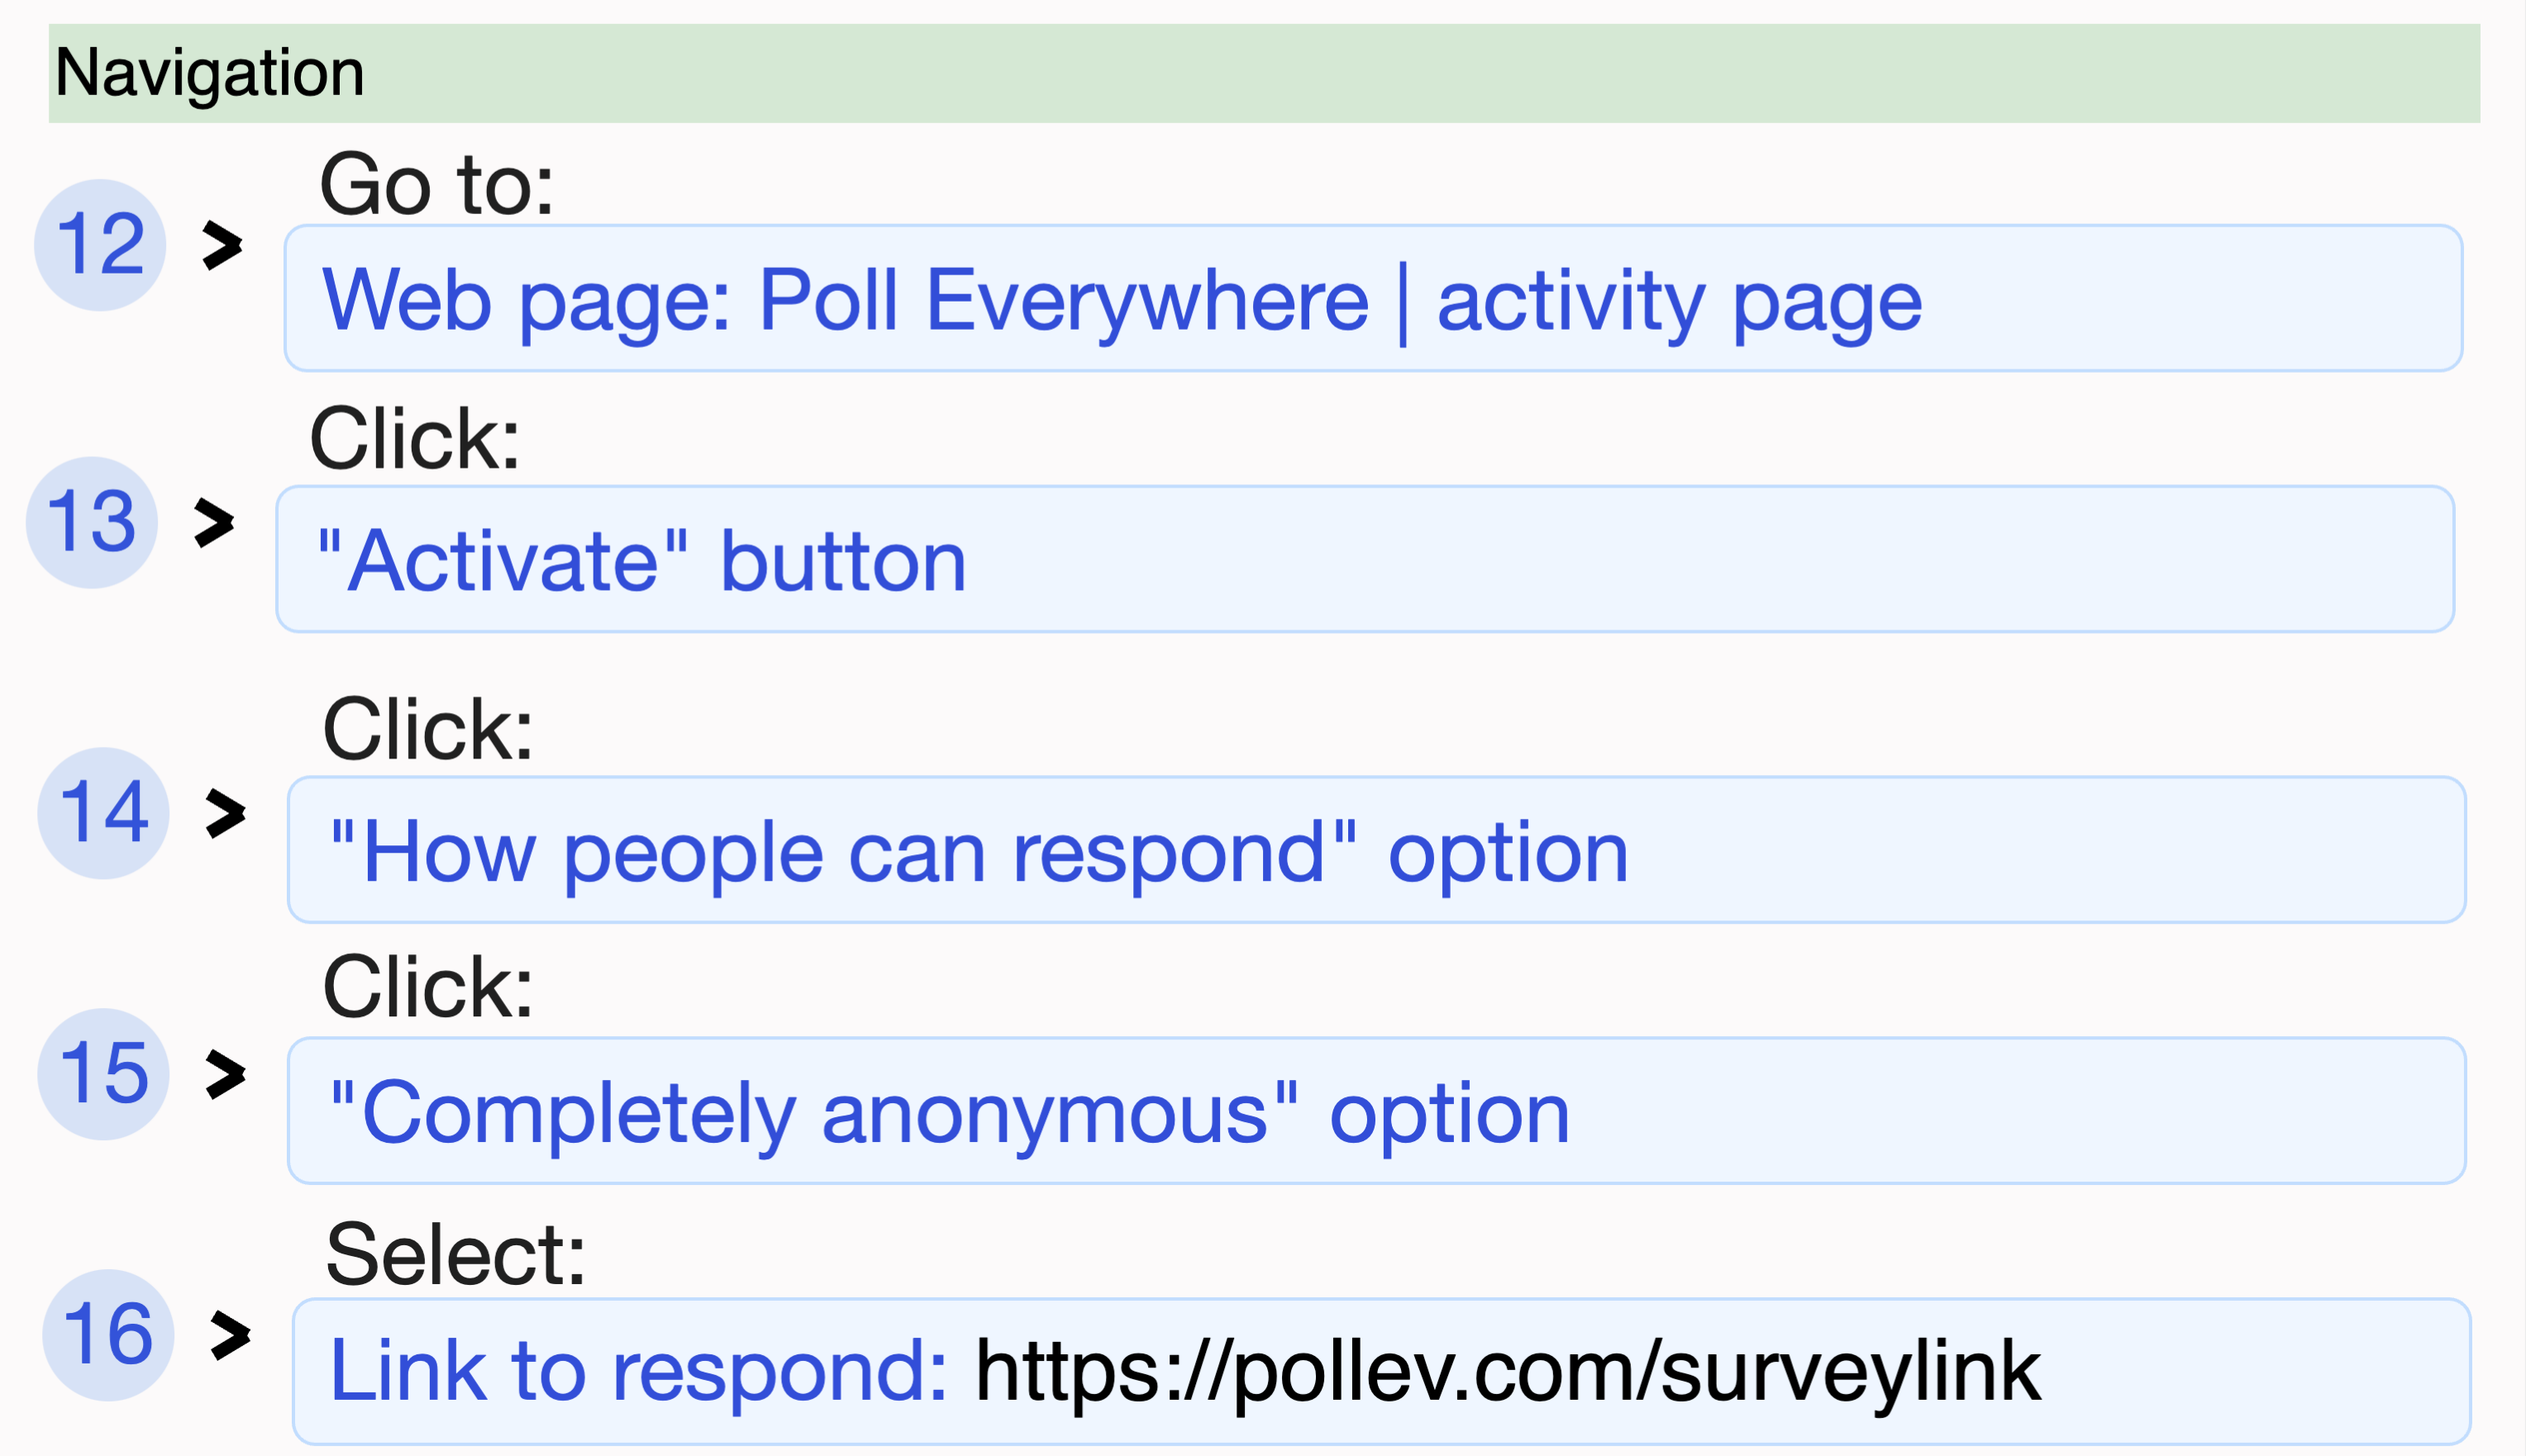 Navigation
Go to:
12 >
Web page: Poll Everywhere | activity page
Click:
13 >
"Activate" button
Click:
14 >
"How people can respond" option
Click:
15 >
"Completely anonymous" option
Select:
16 >
Link to respond: https://pollev.com/surveylink